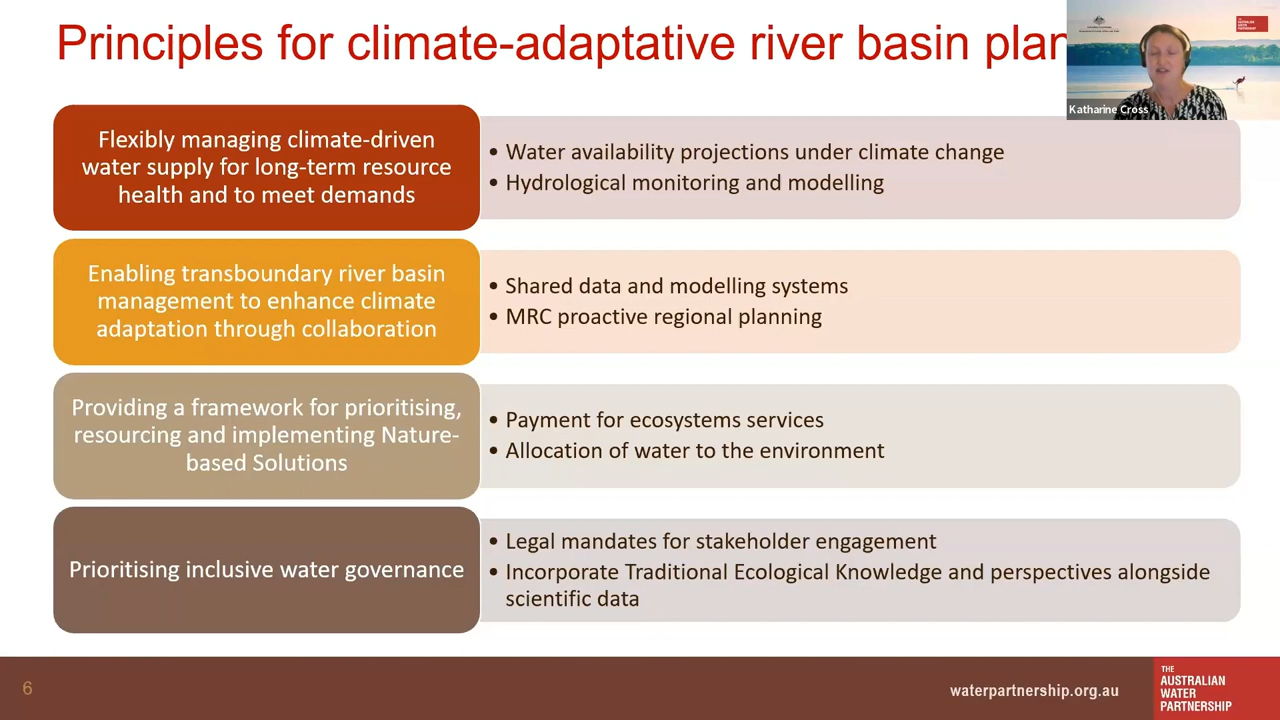 Principles for climate-adaptative river basin plan
Katharine Cross
Flexibly managing climate-driven
water supply for long-term resource
health and to meet demands
• Water availability projections under climate change
• Hydrological monitoring and modelling
Enabling transboundary river basin
management to enhance climate
adaptation through collaboration
• Shared data and modelling systems
• MRC proactive regional planning
Providing a framework for prioritising,
resourcing and implementing Nature-
based Solutions
• Payment for ecosystems services
• Allocation of water to the environment
Prioritising inclusive water governance
• Legal mandates for stakeholder engagement
• Incorporate Traditional Ecological Knowledge and perspectives alongside
scientific data
6
waterpartnership.org.au
THE
AUSTRALIAN
WATER
PARTNERSHIP